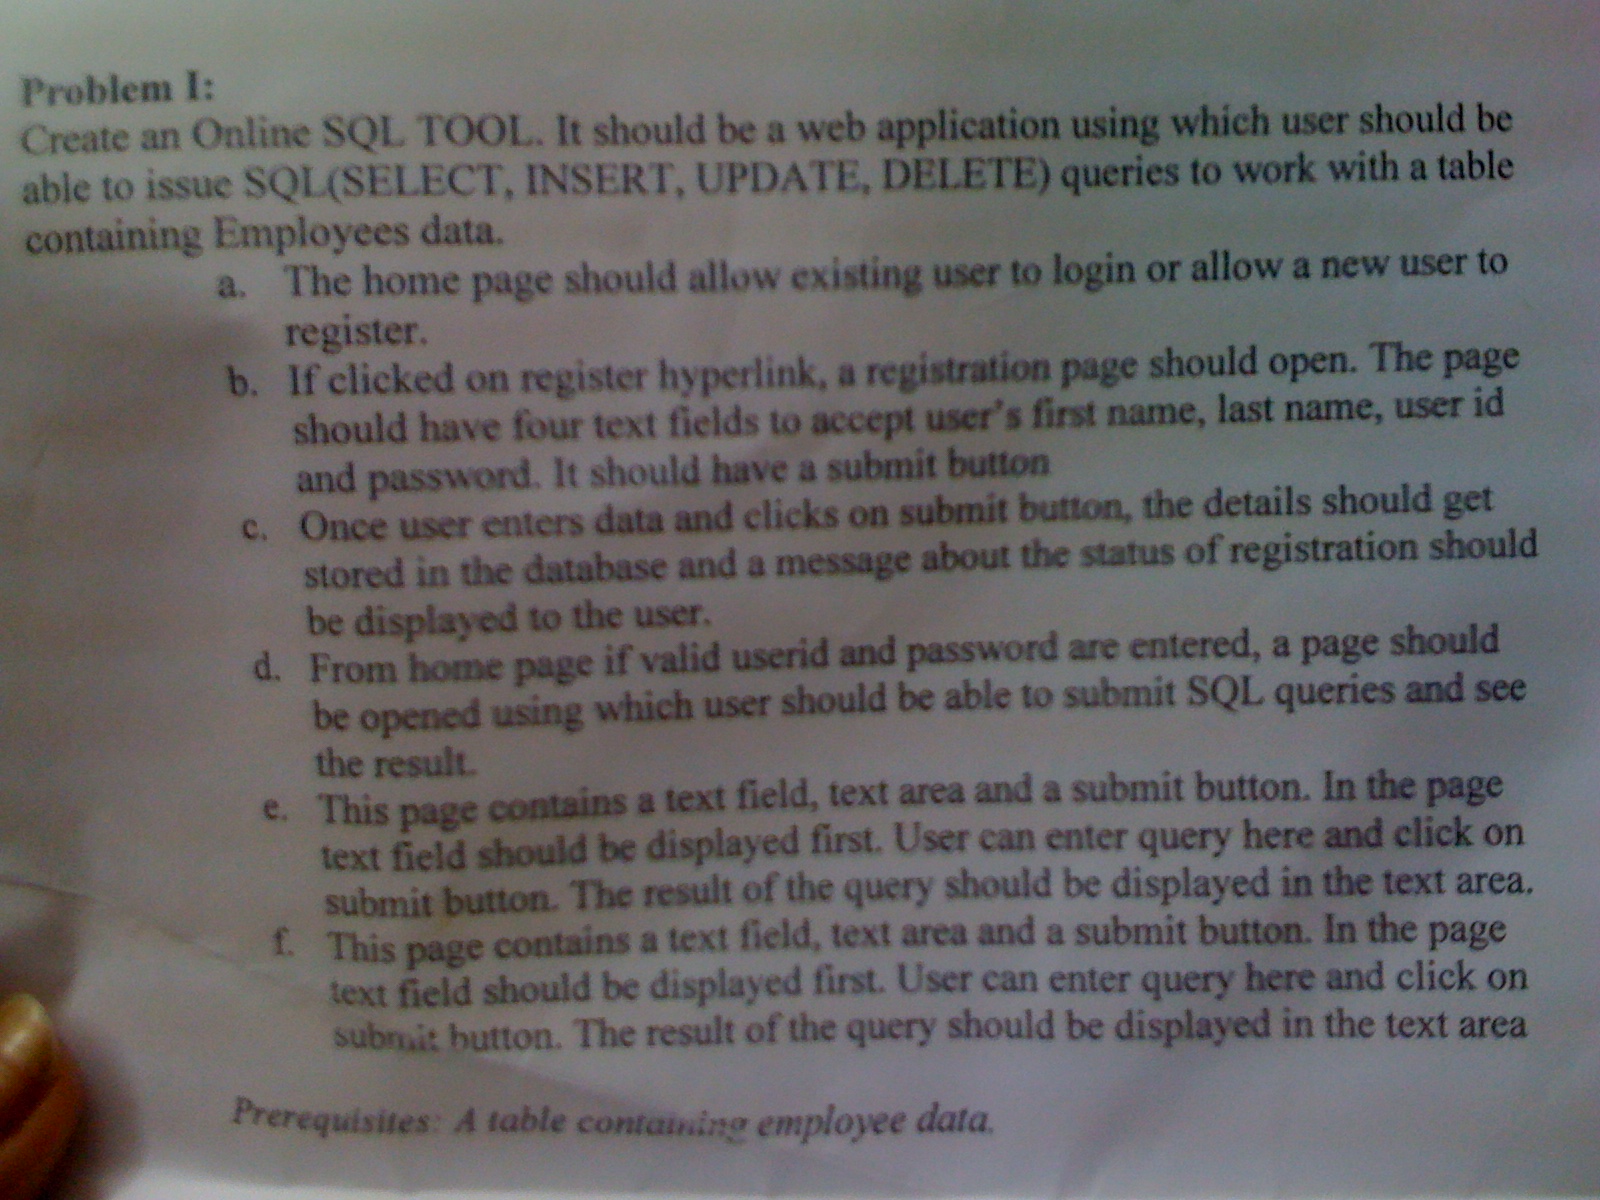 Problem I:
Create an Online SQL TOOL. It should be a web application using which user should be
able to issue SQL(SELECT, INSERT, UPDATE, DELETE) queries to work with a table
containing Employees data.
a. The home page should allow existing user to login or allow a new user to
register.
b. If clicked on register hyperlink, a registration page should open. The page
should have four text fields to accept user's first name, last name, user id
and password. It should have a submit button
c. Once user enters data and clicks on submit button, the details should get
stored in the database and a message about the status of registration should
be displayed to the user.
d. From home page if valid userid and password are entered, a page should
be opened using which user should be able to submit SQL queries and see
the result.
e. This page contains a text field, text area and a submit button. In the page
text field should be displayed first. User can enter query here and click on
submit button. The result of the query should be displayed in the text area.
f. This page contains a text field, text area and a submit button. In the page
text field should be displayed first. User can enter query here and click on
submit button. The result of the query should be displayed in the text area
Prerequisites: A table containing employee data.